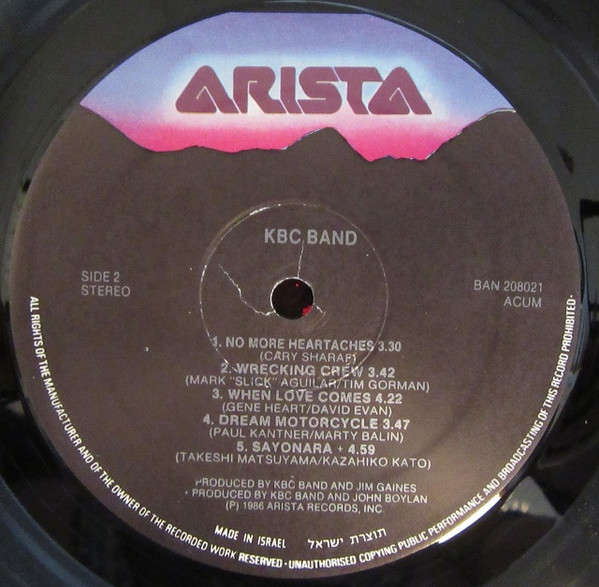 ARISTA
KBC BAND
SIDE 2
STEREO
BAN 208021
ACUM
1. NO MORE HEARTACHES 3.30
(CARY SHARAF)
2. WRECKING CREW 3.42
(MARK "SLICK" AGUILAR/TIM GORMAN)
3. WHEN LOVE COMES 4.22
(GENE HEART/DAVID EVAN)
4. DREAM MOTORCYCLE 3.47
(PAUL KANTNER/MARTY BALIN)
5. SAYONARA + 4.59
(TAKESHI MATSUYAMA/KAZAHIKO KATO)
PRODUCED BY KBC BAND AND JIM GAINES
+ PRODUCED BY KBC BAND AND JOHN BOYLAN
(P) 1986 ARISTA RECORDS, INC.
MADE IN ISRAEL תוצרת ישראל
ALL RIGHTS OF THE MANUFACTURER AND OF THE OWNER OF THE RECORDED WORK RESERVED - UNAUTHORISED COPYING PUBLIC PERFORMANCE AND BROADCASTING OF THIS RECORD PROHIBITED -